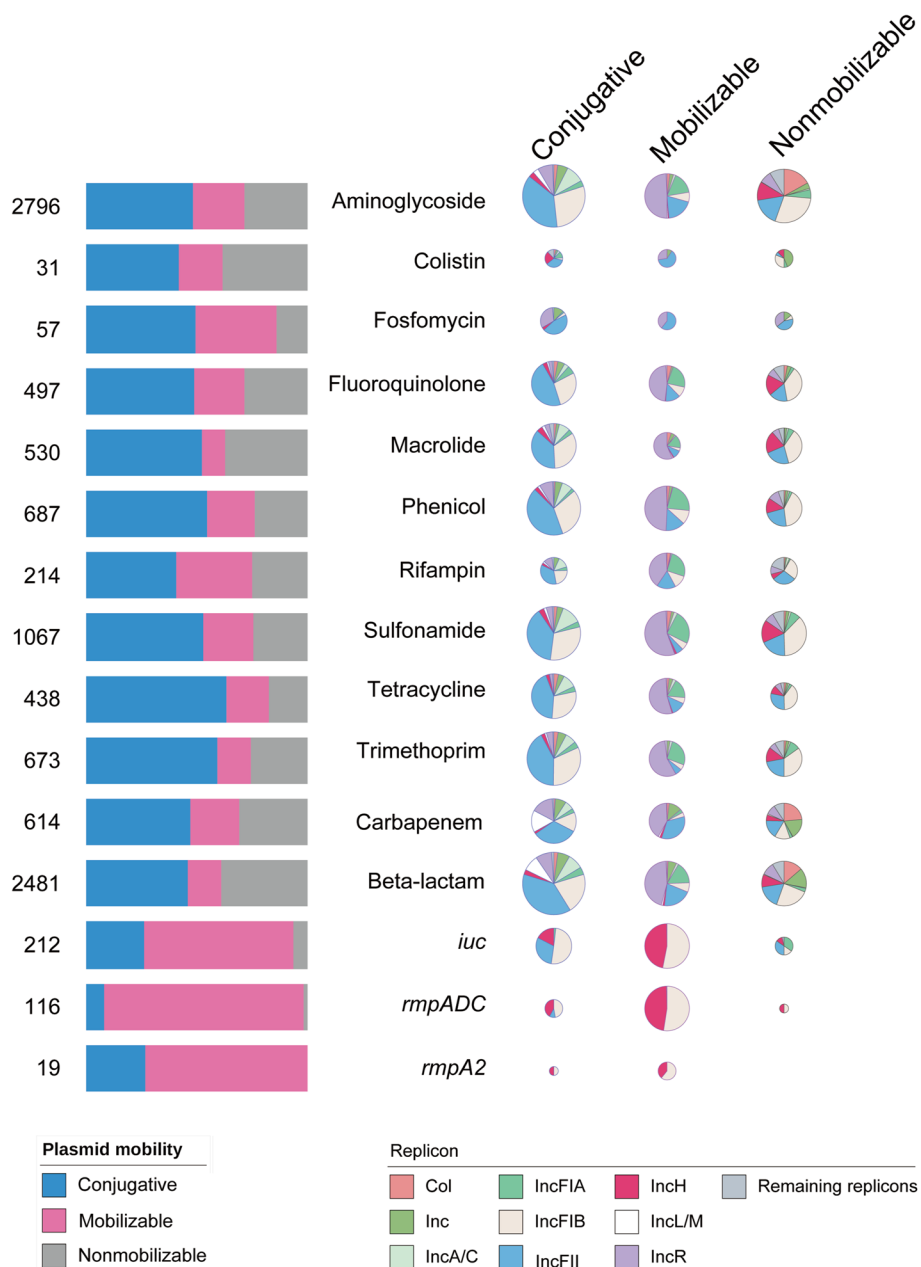 Conjugative Mobilizable Nonmobilizable
2796 Aminoglycoside
31 Colistin
57 Fosfomycin
497 Fluoroquinolone
530 Macrolide
687 Phenicol
214 Rifampin
1067 Sulfonamide
438 Tetracycline
673 Trimethoprim
614 Carbapenem
2481 Beta-lactam
212 iuc
116 rmpADC
19 rmpA2
Plasmid mobility
Conjugative
Mobilizable
Nonmobilizable
Replicon
Col IncFIA IncH Remaining replicons
Inc IncFIB IncL/M
IncA/C IncFII IncR